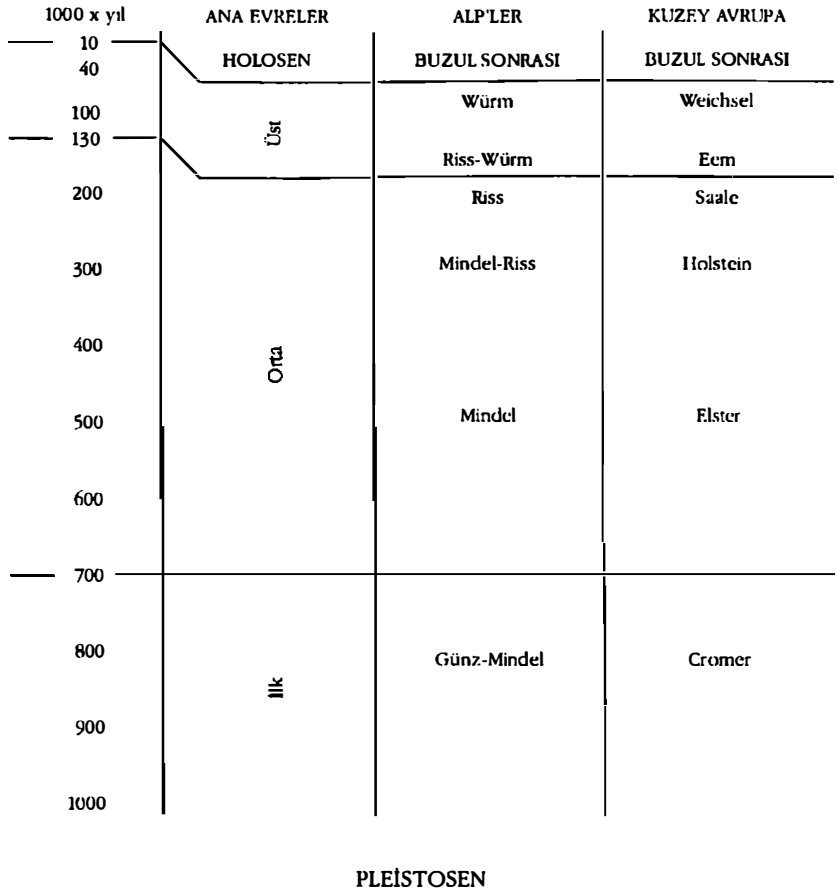 1000 x yıl ANA EVRELER ALP'LER KUZEY AVRUPA
10
HOLOSEN BUZUL SONRASI BUZUL SONRASI
40
Würm Weichsel
100
Üst
130
Riss-Würm Eem
200 Riss Saale
300 Mindel-Riss Holstein
400
Orta
500 Mindel Elster
600
700
800 Günz-Mindel Cromer
İlk
900
1000
PLEİSTOSEN